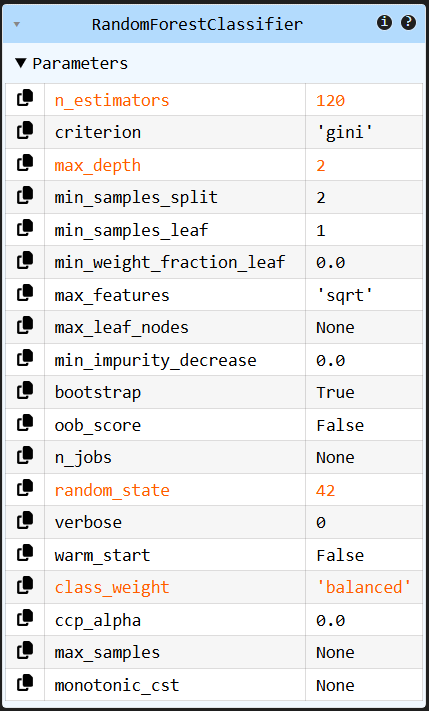 RandomForestClassifier i ?
▼ Parameters
n_estimators 120
criterion 'gini'
max_depth 2
min_samples_split 2
min_samples_leaf 1
min_weight_fraction_leaf 0.0
max_features 'sqrt'
max_leaf_nodes None
min_impurity_decrease 0.0
bootstrap True
oob_score False
n_jobs None
random_state 42
verbose 0
warm_start False
class_weight 'balanced'
ccp_alpha 0.0
max_samples None
monotonic_cst None